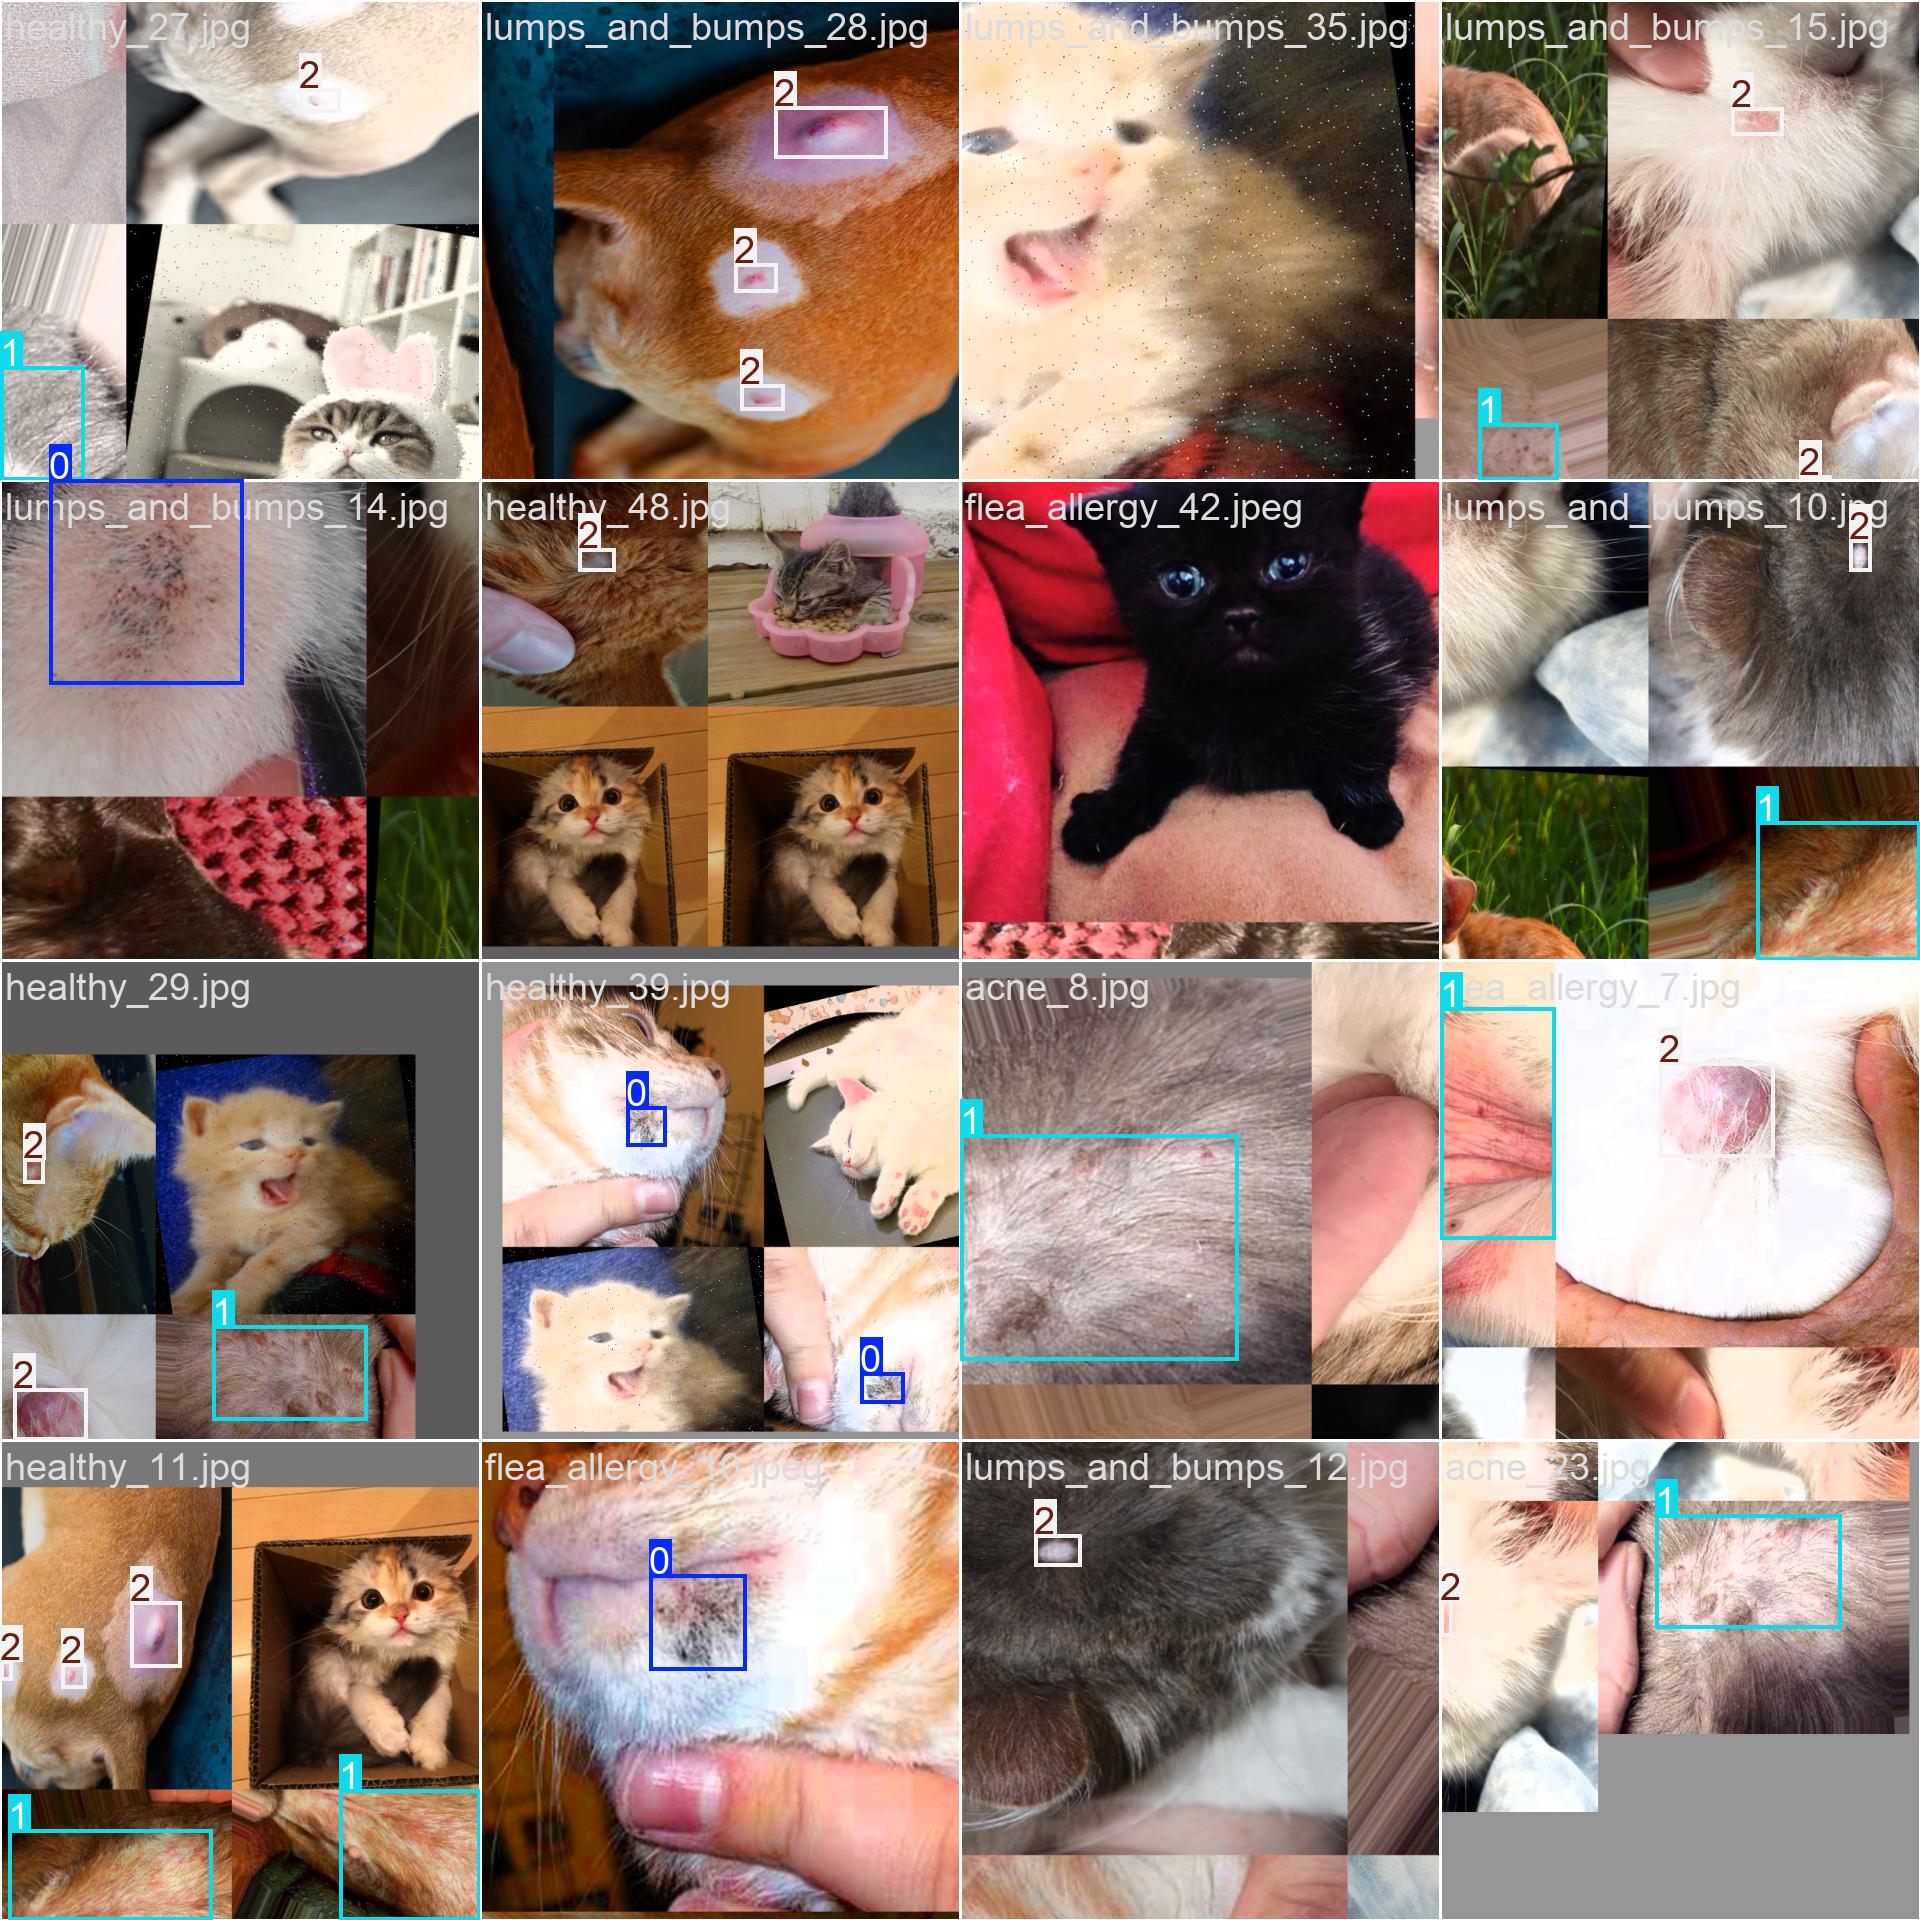 healthy_27.jpg
lumps_and_bumps_28.jpg
lumps_and_bumps_35.jpg
lumps_and_bumps_15.jpg
2
2
2
2
2
1
1
2
0
lumps_and_bumps_14.jpg
healthy_48.jpg
flea_allergy_42.jpeg
lumps_and_bumps_10.jpg
2
2
1
healthy_29.jpg
healthy_39.jpg
acne_8.jpg
flea_allergy_7.jpg
1
2
0
1
2
1
0
2
healthy_11.jpg
flea_allergy_10.jpeg
lumps_and_bumps_12.jpg
acne_23.jpg
1
2
0
2
2
2
2
1
1